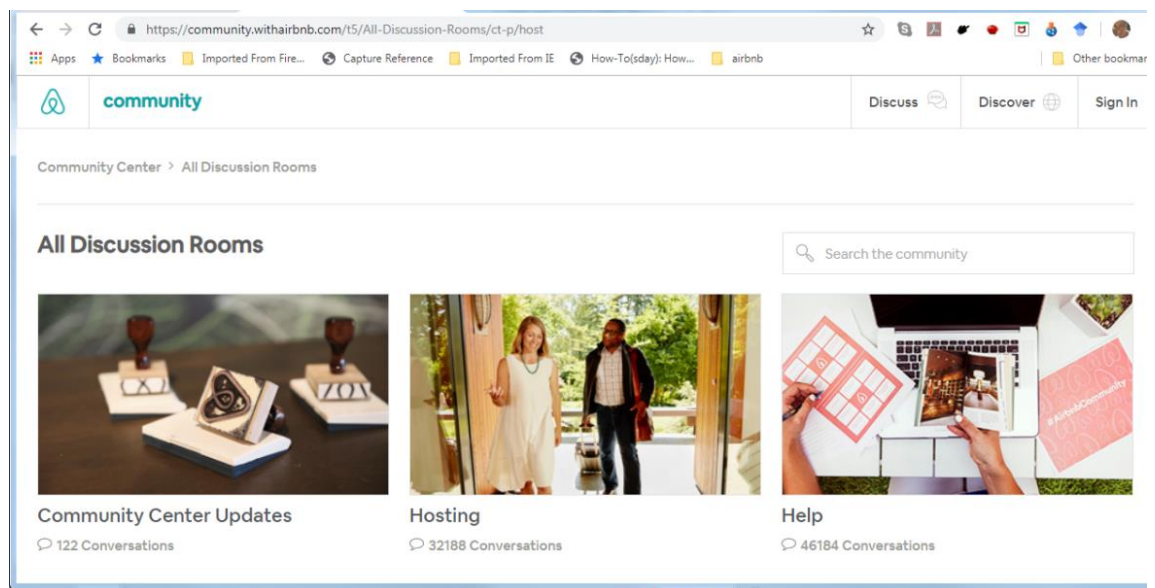 https://community.withairbnb.com/t5/All-Discussion-Rooms/ct-p/host
Apps Bookmarks Imported From Fire... Capture Reference Imported From IE How-To(sday): How... airbnb Other bookmar
community Discuss Discover Sign In
Community Center > All Discussion Rooms
All Discussion Rooms
Search the community
#AirbnbCommunity
Community Center Updates Hosting Help
122 Conversations 32188 Conversations 46184 Conversations